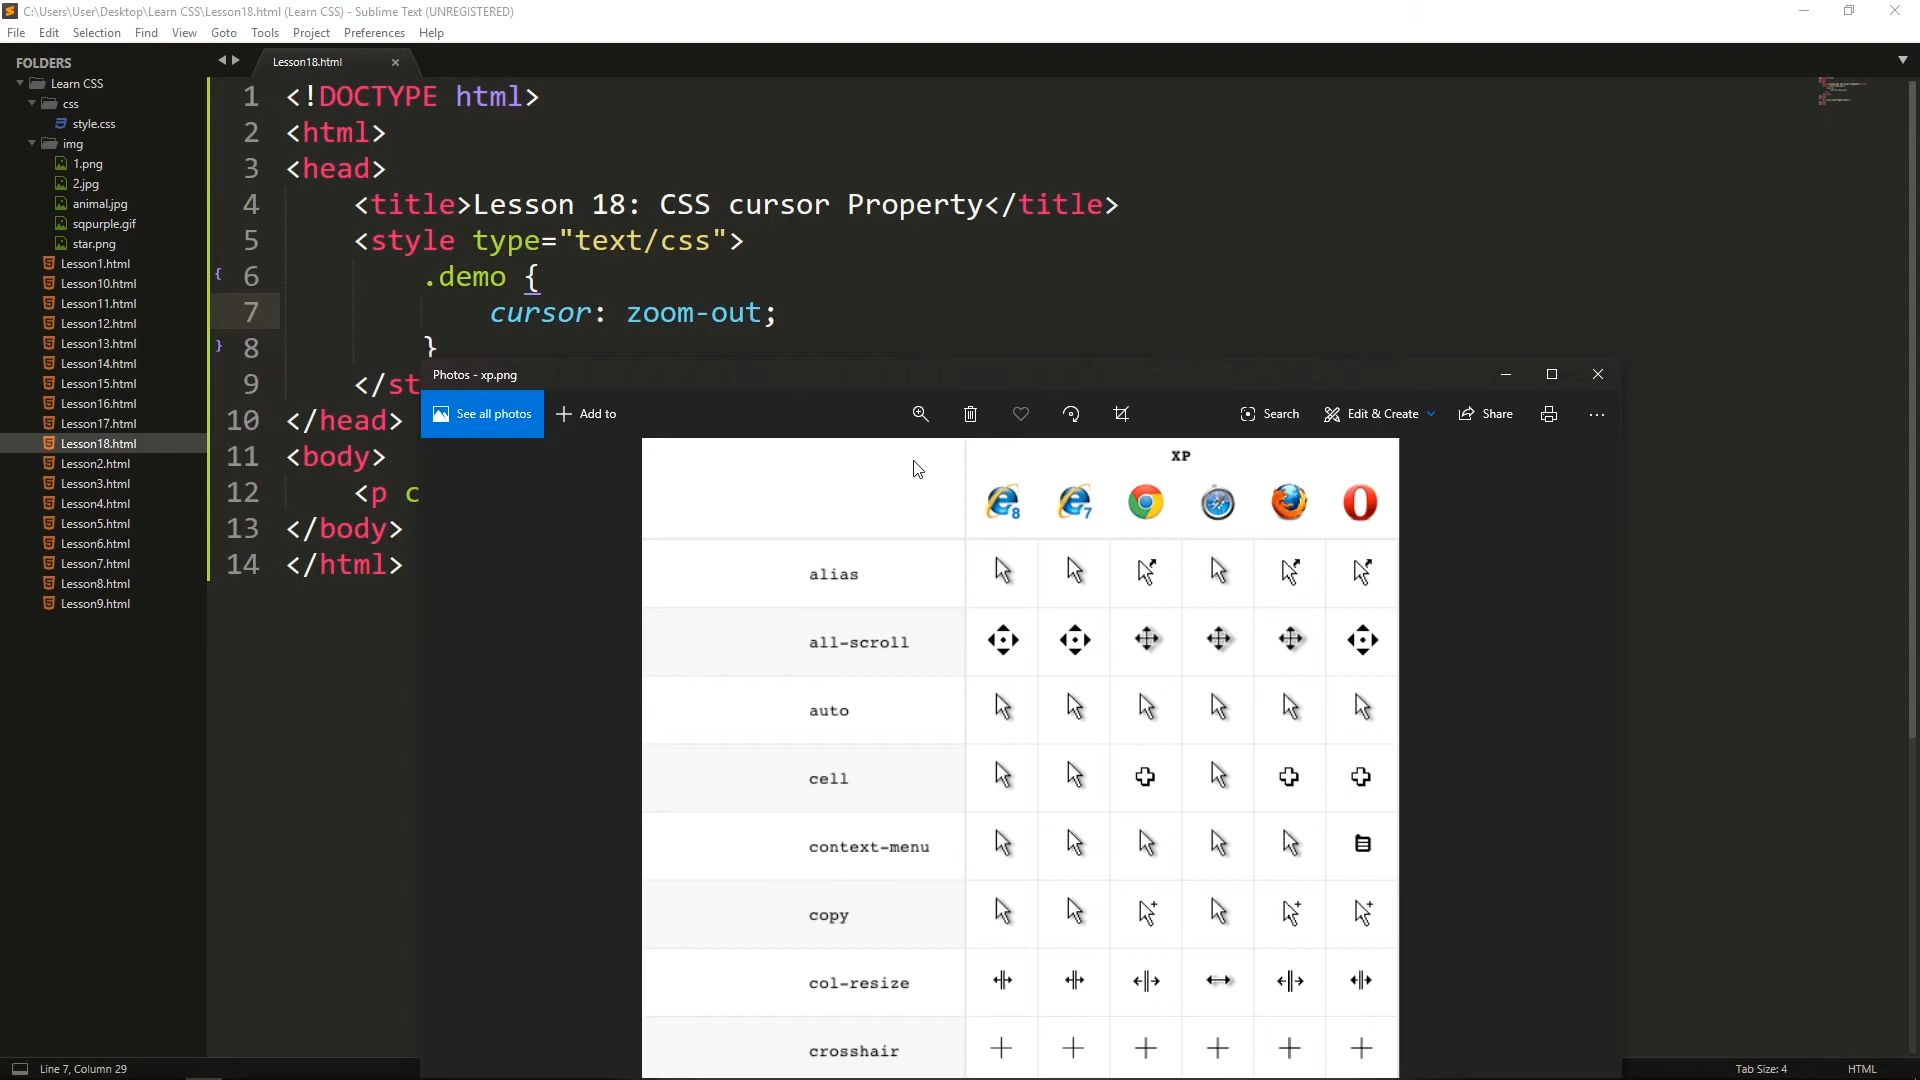 C:\Users\User\Desktop\Learn CSS\Lesson18.html (Learn CSS) - Sublime Text (UNREGISTERED)
File Edit Selection Find View Goto Tools Project Preferences Help
FOLDERS
Learn CSS
css
style.css
img
1.png
2.jpg
animal.jpg
sqpurple.gif
star.png
Lesson1.html
Lesson10.html
Lesson11.html
Lesson12.html
Lesson13.html
Lesson14.html
Lesson15.html
Lesson16.html
Lesson17.html
Lesson18.html
Lesson2.html
Lesson3.html
Lesson4.html
Lesson5.html
Lesson6.html
Lesson7.html
Lesson8.html
Lesson9.html
Lesson18.html
1 <!DOCTYPE html>
2 <html>
3 <head>
4 <title>Lesson 18: CSS cursor Property</title>
5 <style type="text/css">
{ 6 .demo {
7 cursor: zoom-out;
} 8 }
9 </st
10 </head>
11 <body>
12 <p c
13 </body>
14 </html>
Photos - xp.png
See all photos Add to Search Edit & Create Share
XP
8 7
alias
all-scroll
auto
cell
context-menu
copy
col-resize
crosshair
Line 7, Column 29 Tab Size: 4 HTML